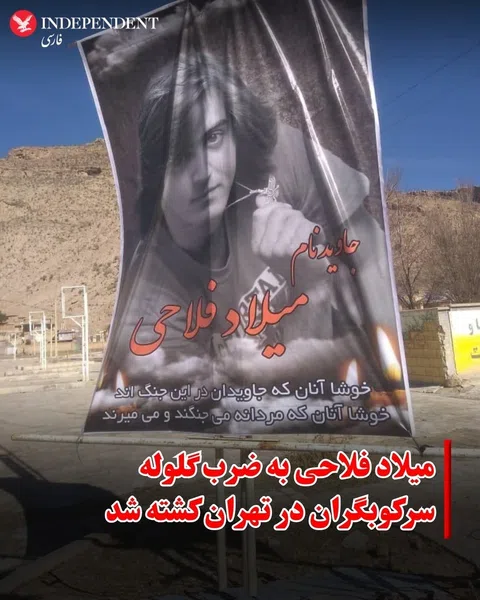 INDEPENDENT
فارسی
جاویدنام
میلاد فلاحی
خوشا آنان که جاویدان در این جنگ اند
خوشا آنان که مردانه می جنگند و می میرند
میلاد فلاحی به ضرب گلوله
سرکوبگران در تهران کشته شد